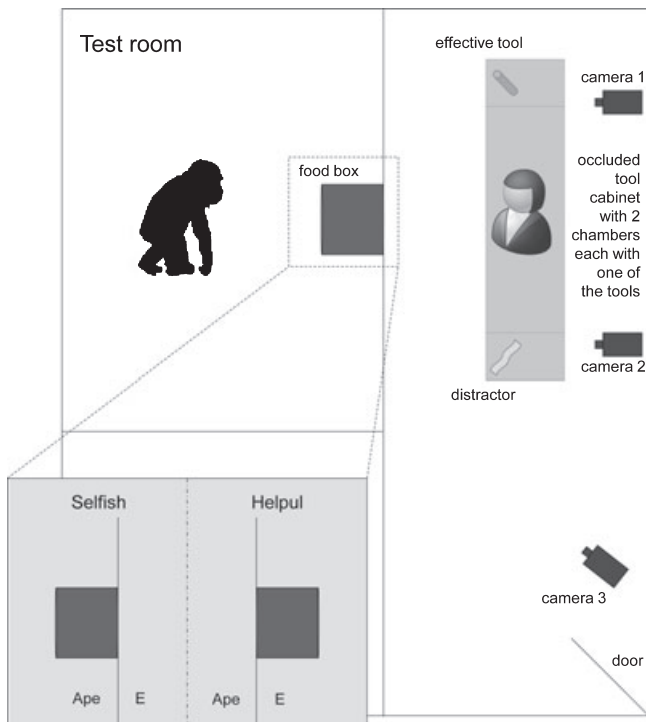 Test room
effective tool
camera 1
food box
occluded
tool
cabinet
with 2
chambers
each with
one of
the tools
camera 2
distractor
Selfish
Helpul
camera 3
Ape
E
Ape
E
door